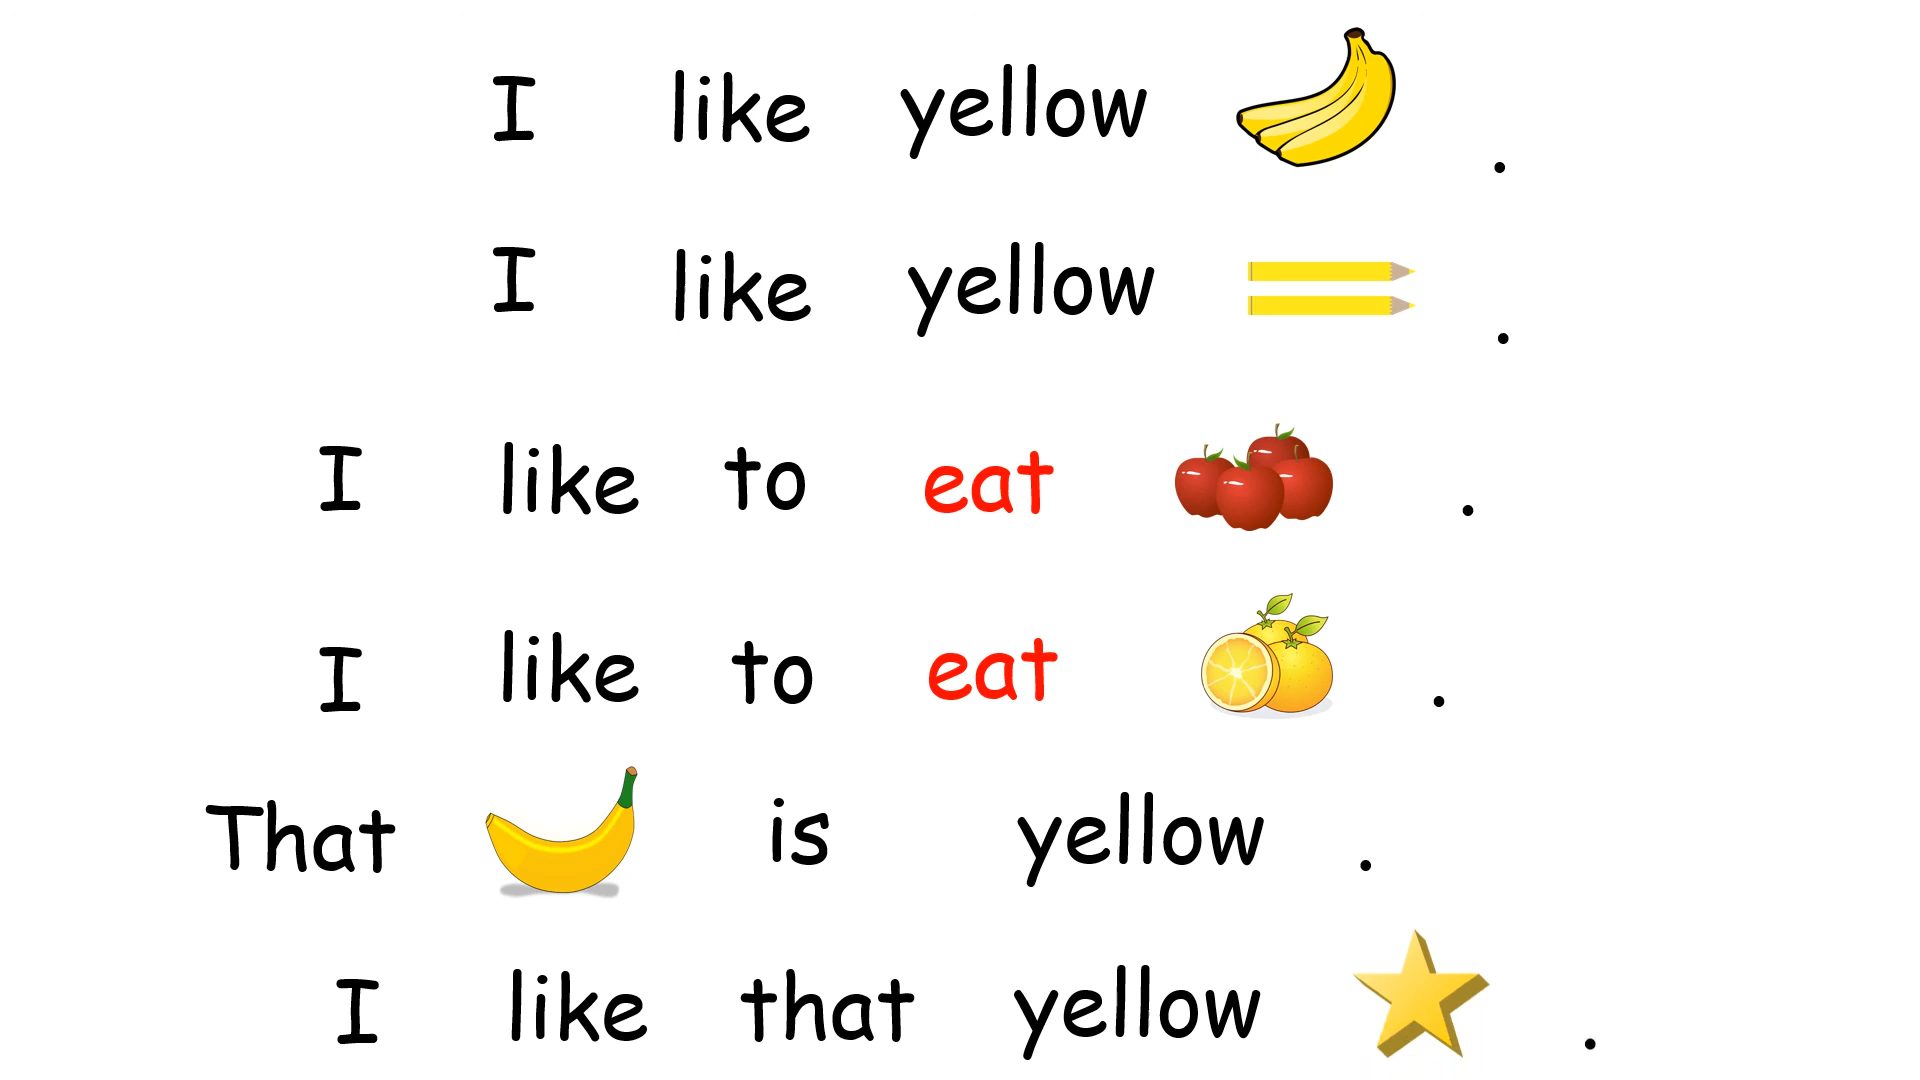 I like yellow .
I like yellow .
I like to eat .
I like to eat .
That is yellow .
I like that yellow .